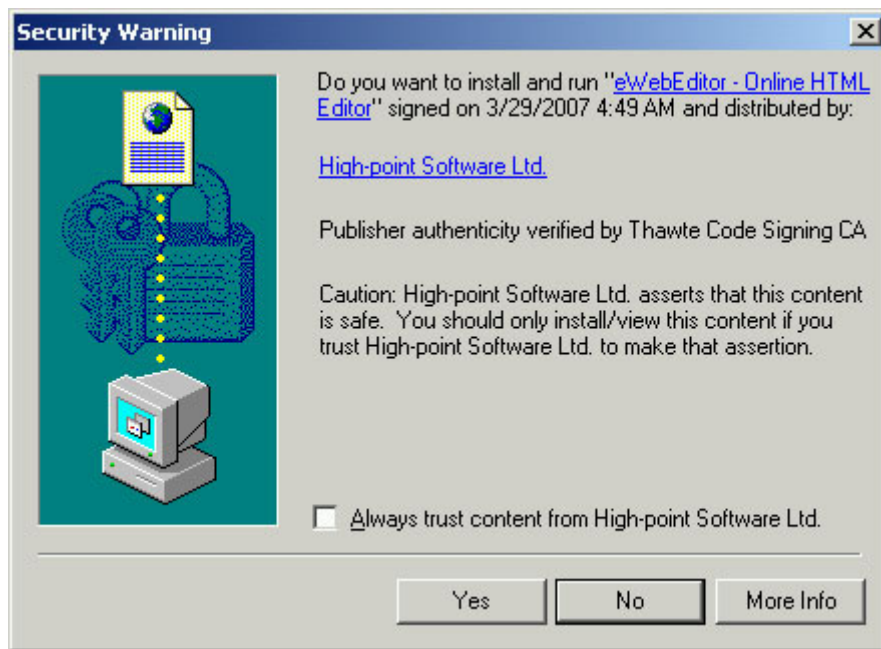 Security Warning
Do you want to install and run "eWebEditor - Online HTML
Editor" signed on 3/29/2007 4:49 AM and distributed by:
High-point Software Ltd.
Publisher authenticity verified by Thawte Code Signing CA
Caution: High-point Software Ltd. asserts that this content
is safe.  You should only install/view this content if you
trust High-point Software Ltd. to make that assertion.
Always trust content from High-point Software Ltd.
Yes No More Info